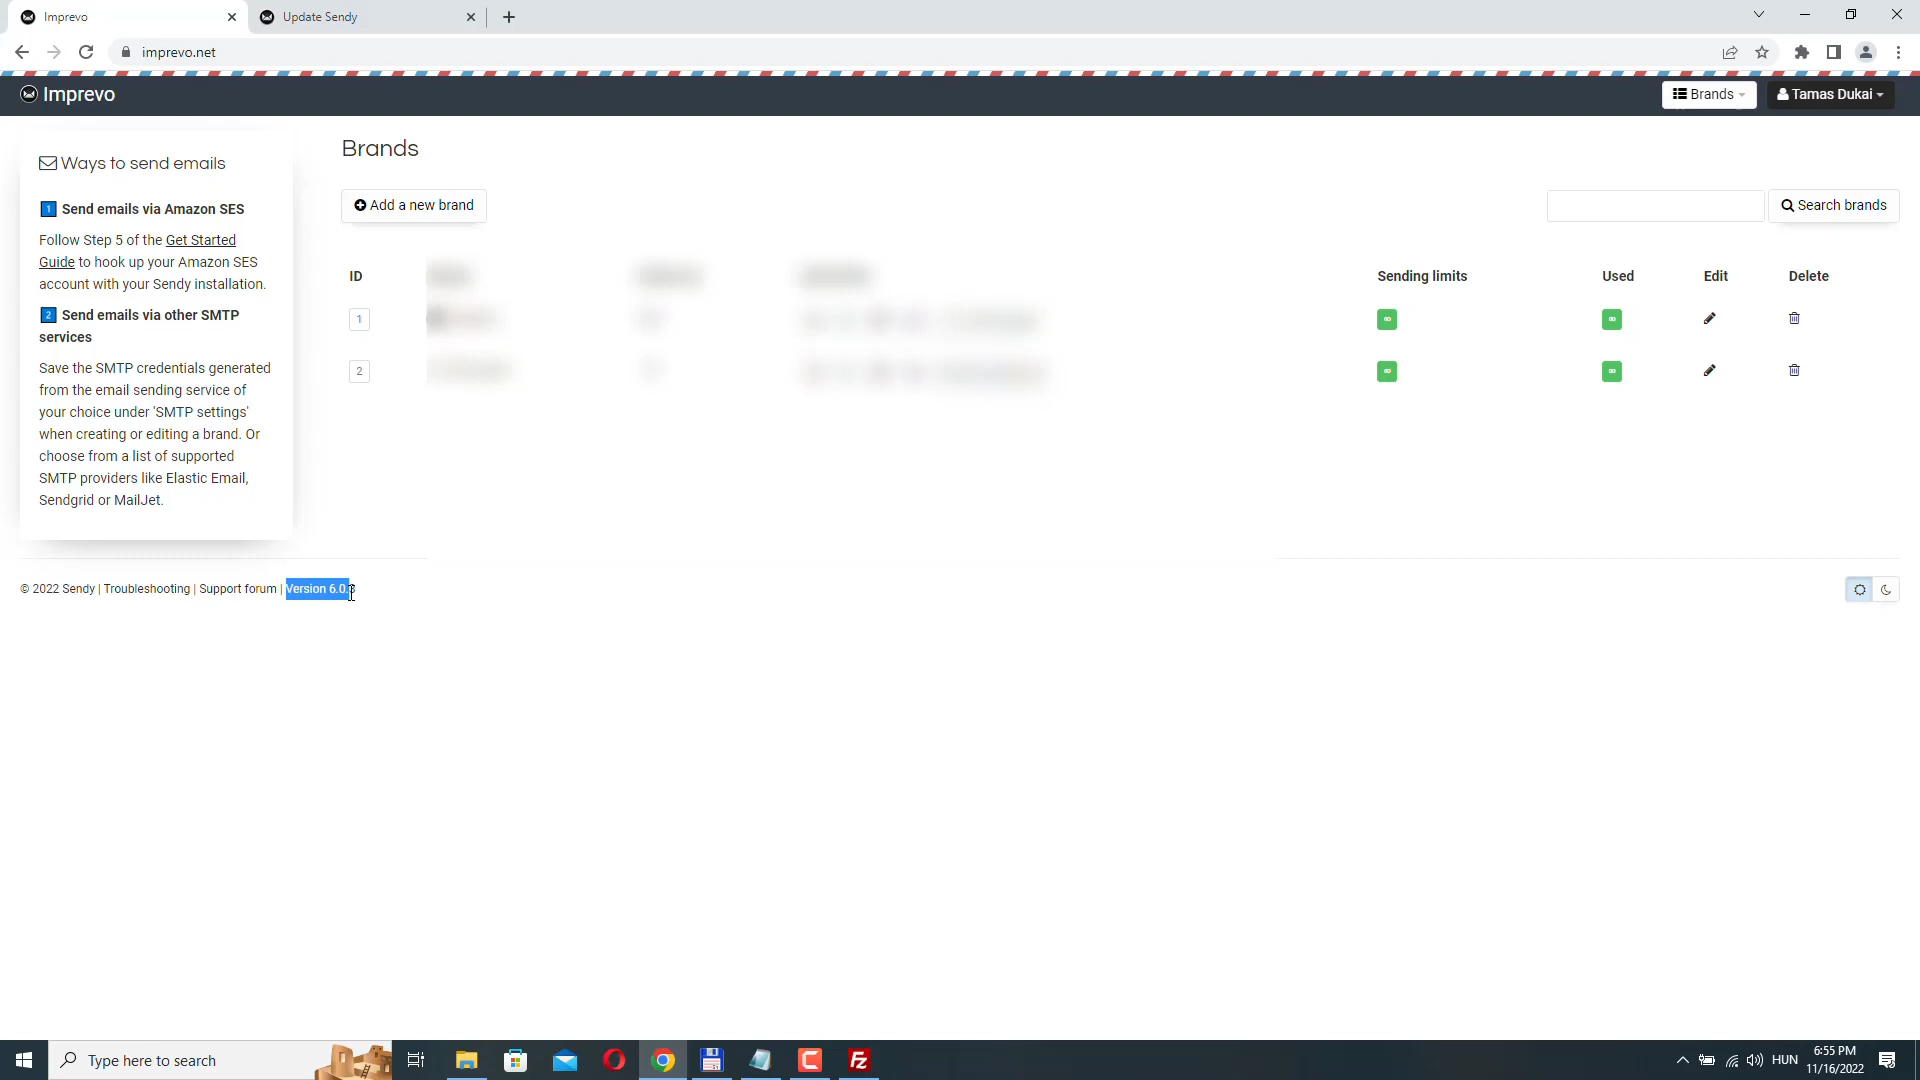 Imprevo
Update Sendy
imprevo.net
Imprevo
Brands
Tamas Dukai
Ways to send emails
1 Send emails via Amazon SES
Follow Step 5 of the Get Started
Guide to hook up your Amazon SES
account with your Sendy installation.
2 Send emails via other SMTP
services
Save the SMTP credentials generated
from the email sending service of
your choice under 'SMTP settings'
when creating or editing a brand. Or
choose from a list of supported
SMTP providers like Elastic Email,
Sendgrid or MailJet.
Brands
Add a new brand
Search brands
ID
Sending limits
Used
Edit
Delete
1
∞
∞
2
∞
∞
© 2022 Sendy | Troubleshooting | Support forum | Version 6.0.3
Type here to search
HUN
6:55 PM
11/16/2022